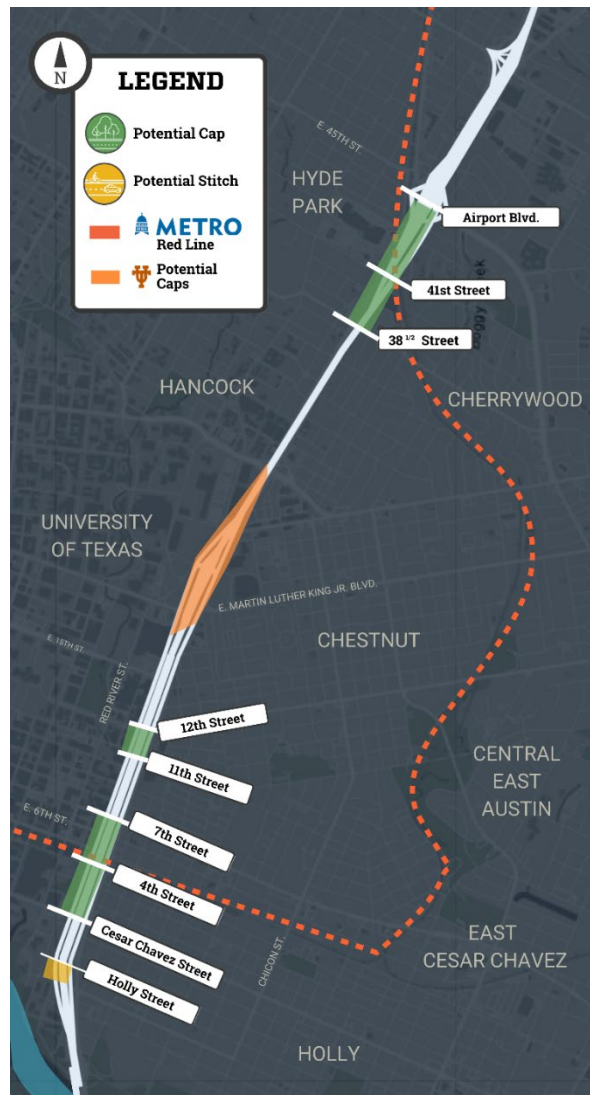 N
LEGEND
Potential Cap
Potential Stitch
METRO
Red Line
Potential
Caps
E. 45TH ST.
HYDE
PARK
Airport Blvd.
41st Street
38 1/2 Street
HANCOCK
CHERRYWOOD
UNIVERSITY
OF TEXAS
E. MARTIN LUTHER KING JR. BLVD.
CHESTNUT
E. 15TH ST.
RED RIVER ST.
12th Street
11th Street
CENTRAL
EAST
AUSTIN
E. 6TH ST.
7th Street
4th Street
Cesar Chavez Street
CHICON ST.
EAST
CESAR CHAVEZ
Holly Street
HOLLY